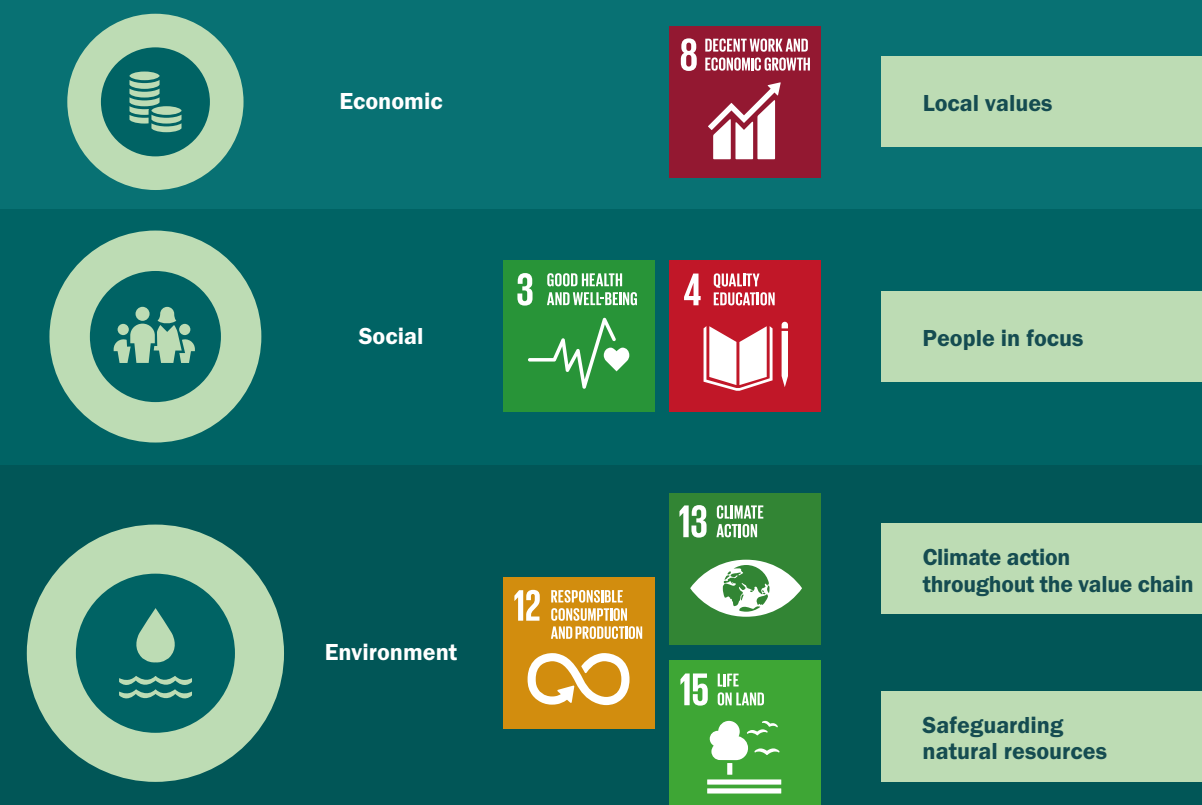 Economic
8 DECENT WORK AND
ECONOMIC GROWTH
Local values
Social
3 GOOD HEALTH
AND WELL-BEING
4 QUALITY
EDUCATION
People in focus
Environment
12 RESPONSIBLE
CONSUMPTION
AND PRODUCTION
13 CLIMATE
ACTION
15 LIFE
ON LAND
Climate action
throughout the value chain
Safeguarding
natural resources